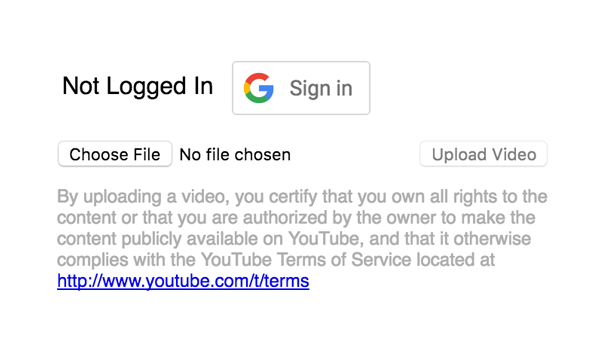 Not Logged In Sign in
Choose File No file chosen Upload Video
By uploading a video, you certify that you own all rights to the
content or that you are authorized by the owner to make the
content publicly available on YouTube, and that it otherwise
complies with the YouTube Terms of Service located at
http://www.youtube.com/t/terms